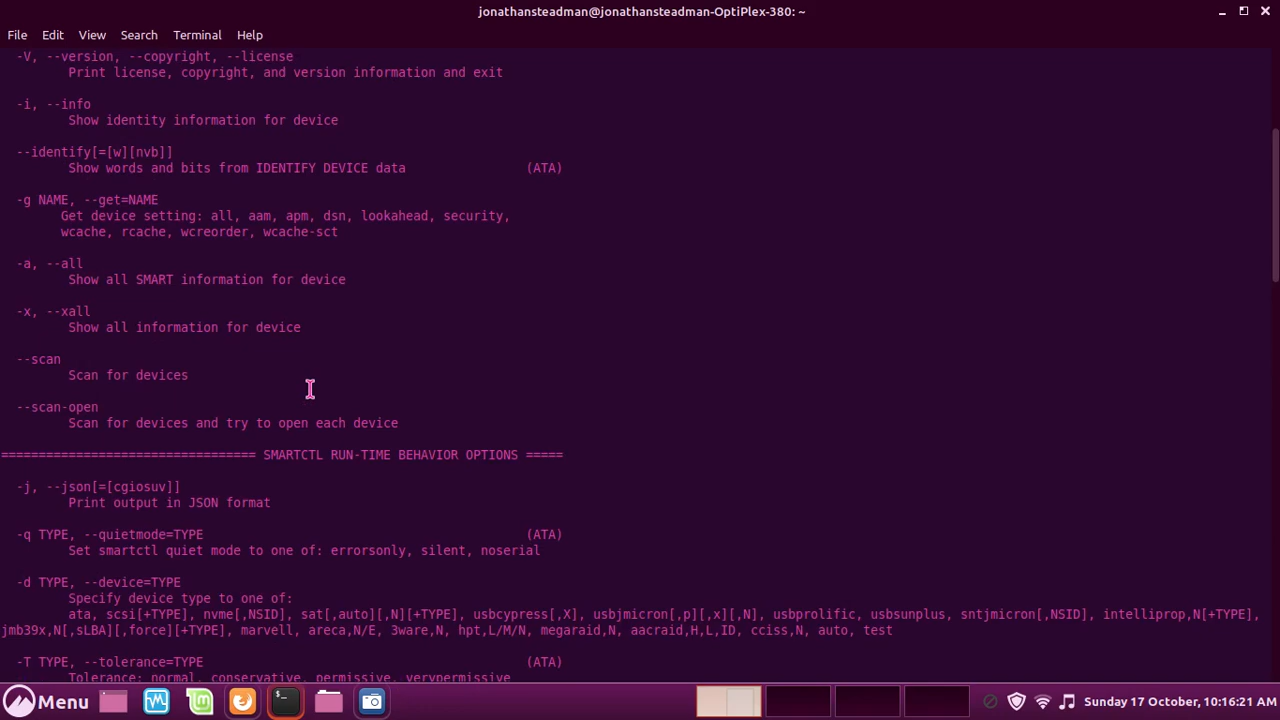 jonathansteadman@jonathansteadman-OptiPlex-380: ~
File Edit View Search Terminal Help
-V, --version, --copyright, --license
Print license, copyright, and version information and exit
-i, --info
Show identity information for device
--identify[=[w][nvb]]
Show words and bits from IDENTIFY DEVICE data (ATA)
-g NAME, --get=NAME
Get device setting: all, aam, apm, dsn, lookahead, security,
wcache, rcache, wcreorder, wcache-sct
-a, --all
Show all SMART information for device
-x, --xall
Show all information for device
--scan
Scan for devices
--scan-open
Scan for devices and try to open each device
================================== SMARTCTL RUN-TIME BEHAVIOR OPTIONS =====
-j, --json[=[cgiosuv]]
Print output in JSON format
-q TYPE, --quietmode=TYPE (ATA)
Set smartctl quiet mode to one of: errorsonly, silent, noserial
-d TYPE, --device=TYPE
Specify device type to one of:
ata, scsi[+TYPE], nvme[,NSID], sat[,auto][,N][+TYPE], usbcypress[,X], usbjmicron[,p][,x][,N], usbprolific, usbsunplus, sntjmicron[,NSID], intelliprop,N[+TYPE],
jmb39x,N[,sLBA][,force][+TYPE], marvell, areca,N/E, 3ware,N, hpt,L/M/N, megaraid,N, aacraid,H,L,ID, cciss,N, auto, test
-T TYPE, --tolerance=TYPE (ATA)
Tolerance: normal, conservative, permissive, verypermissive
Menu
Sunday 17 October, 10:16:21 AM